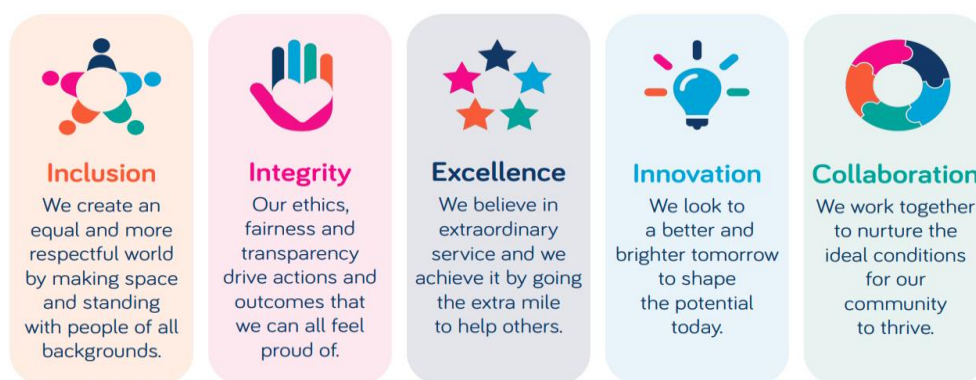 Inclusion
We create an
equal and more
respectful world
by making space
and standing
with people of all
backgrounds.
Integrity
Our ethics,
fairness and
transparency
drive actions and
outcomes that
we can all feel
proud of.
Excellence
We believe in
extraordinary
service and we
achieve it by going
the extra mile
to help others.
Innovation
We look to
a better and
brighter tomorrow
to shape
the potential
today.
Collaboration
We work together
to nurture the
ideal conditions
for our
community
to thrive.